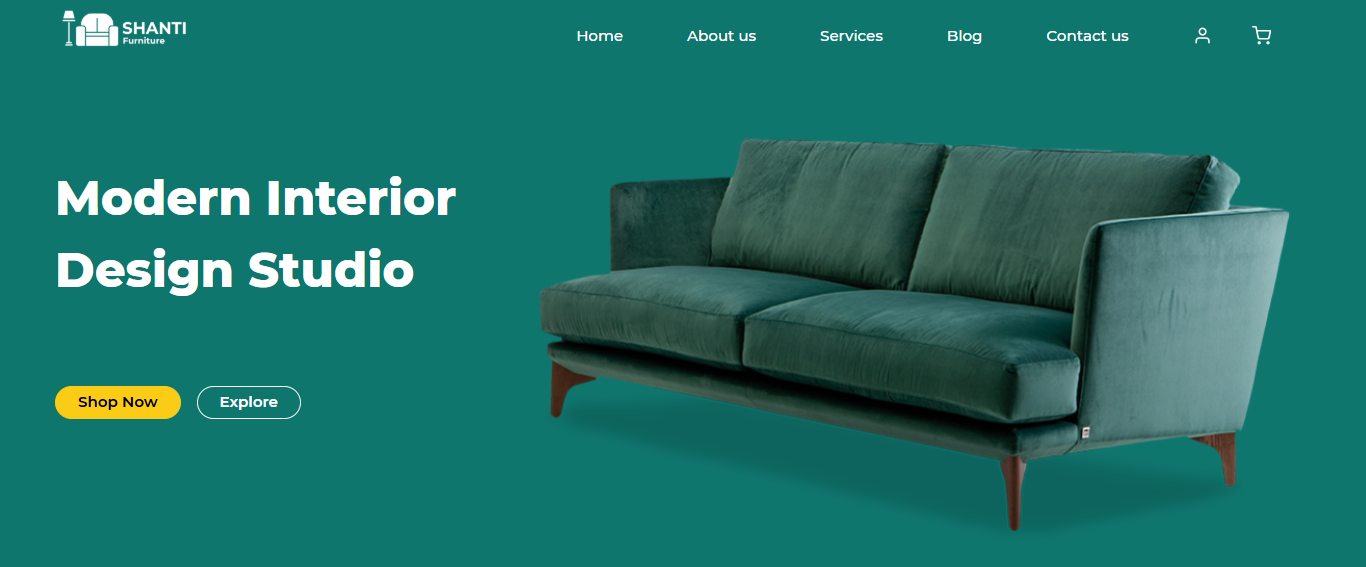 SHANTI
Furniture
Home
About us
Services
Blog
Contact us
Modern Interior
Design Studio
Shop Now
Explore